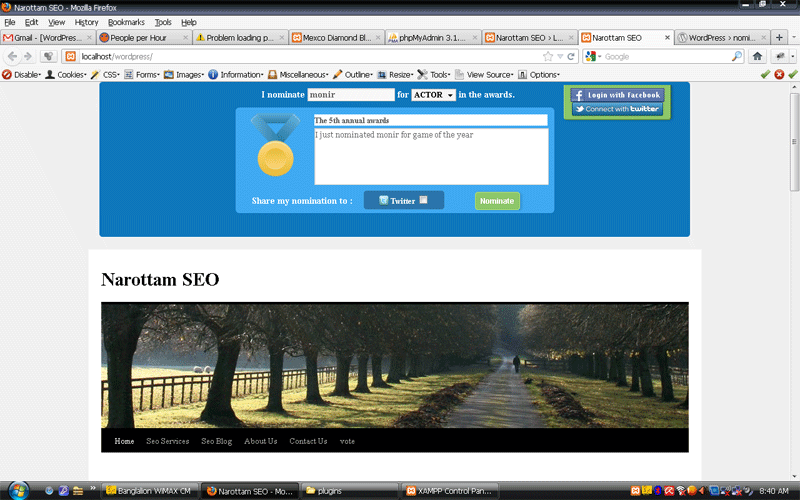 Narottam SEO - Mozilla Firefox
File Edit View History Bookmarks Tools Help
Gmail - [WordPress... People per Hour Problem loading p... Mexco Diamond Bl... phpMyAdmin 3.1.... Narottam SEO › L... Narottam SEO WordPress › nomi...
localhost/wordpress/ Google
Disable Cookies CSS Forms Images Information Miscellaneous Outline Resize Tools View Source Options
I nominate monir for ACTOR in the awards.
Login with Facebook
Connect with twitter
The 5th annual awards
I just nominated monir for game of the year
Share my nomination to : Twitter Nominate
Narottam SEO
Home Seo Services Seo Blog About Us Contact Us vote
Banglalion WiMAX CM Narottam SEO - Mo... plugins XAMPP Control Pan... 8:40 AM